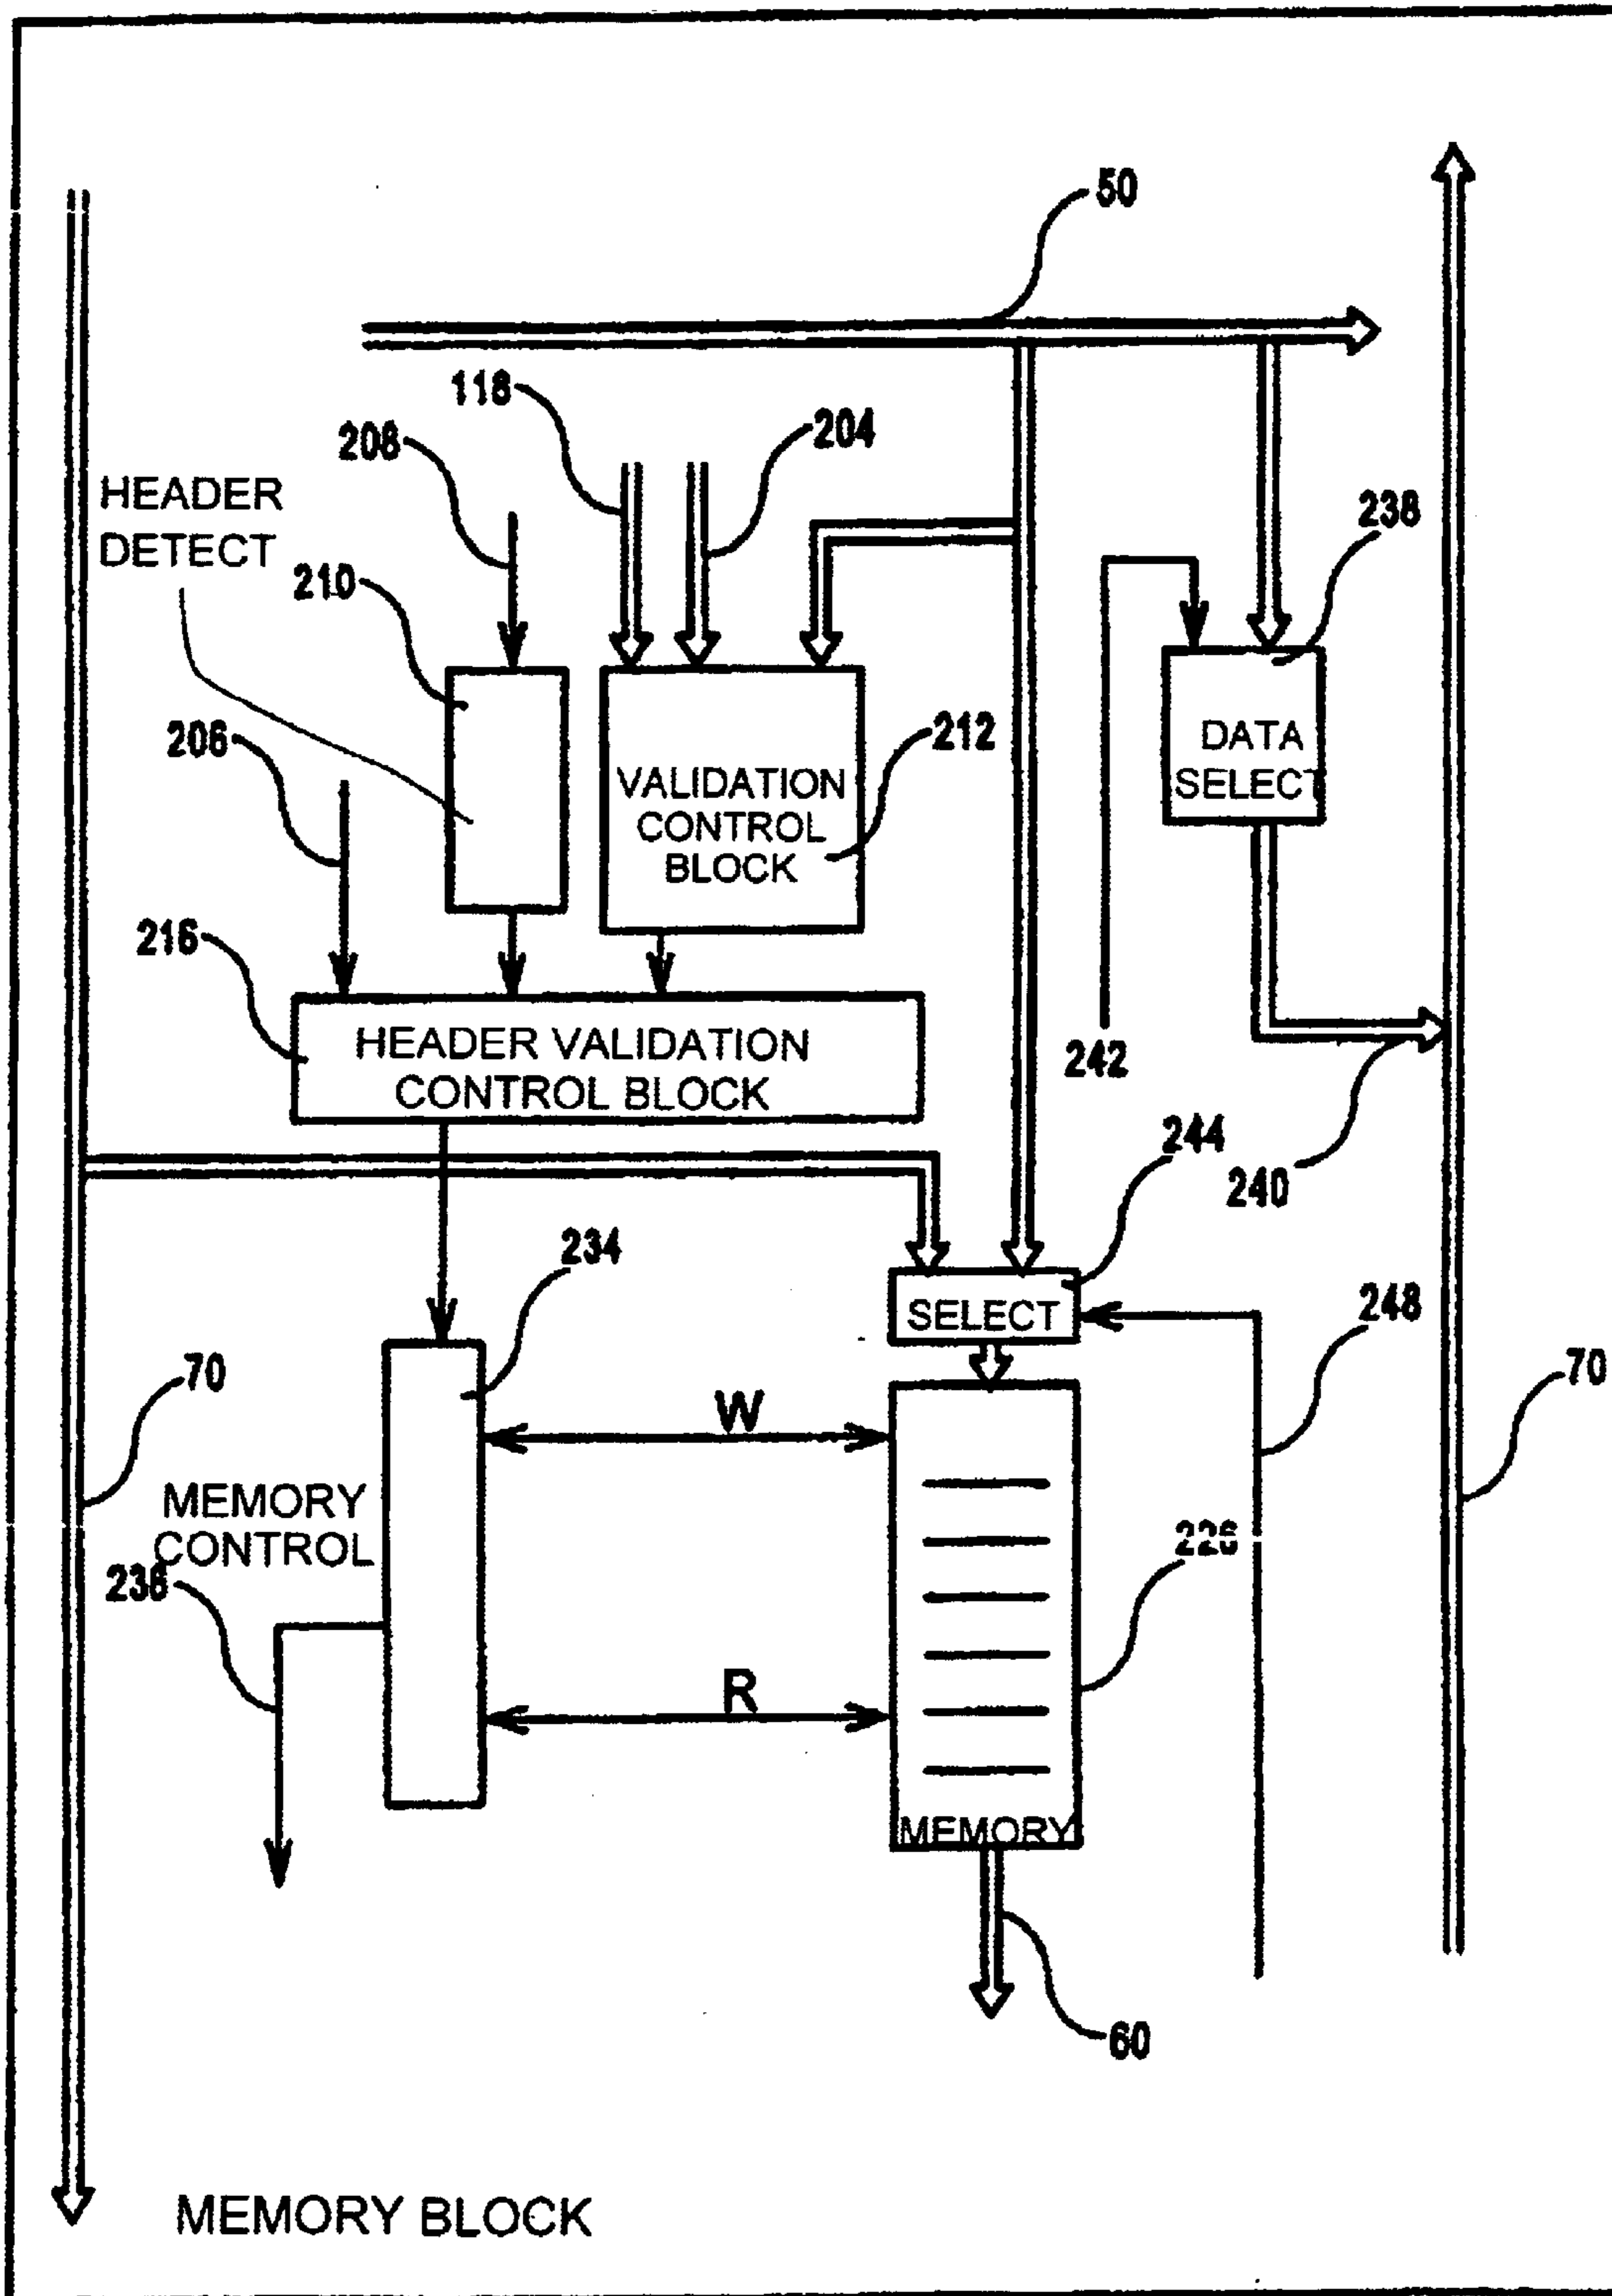 50
118
208
204
HEADER
DETECT
238
210
206
212
DATA
SELECT
VALIDATION
CONTROL
BLOCK
216
HEADER VALIDATION
CONTROL BLOCK
242
244
240
234
SELECT
248
70
W
70
MEMORY
CONTROL
226
236
R
MEMORY
60
MEMORY BLOCK